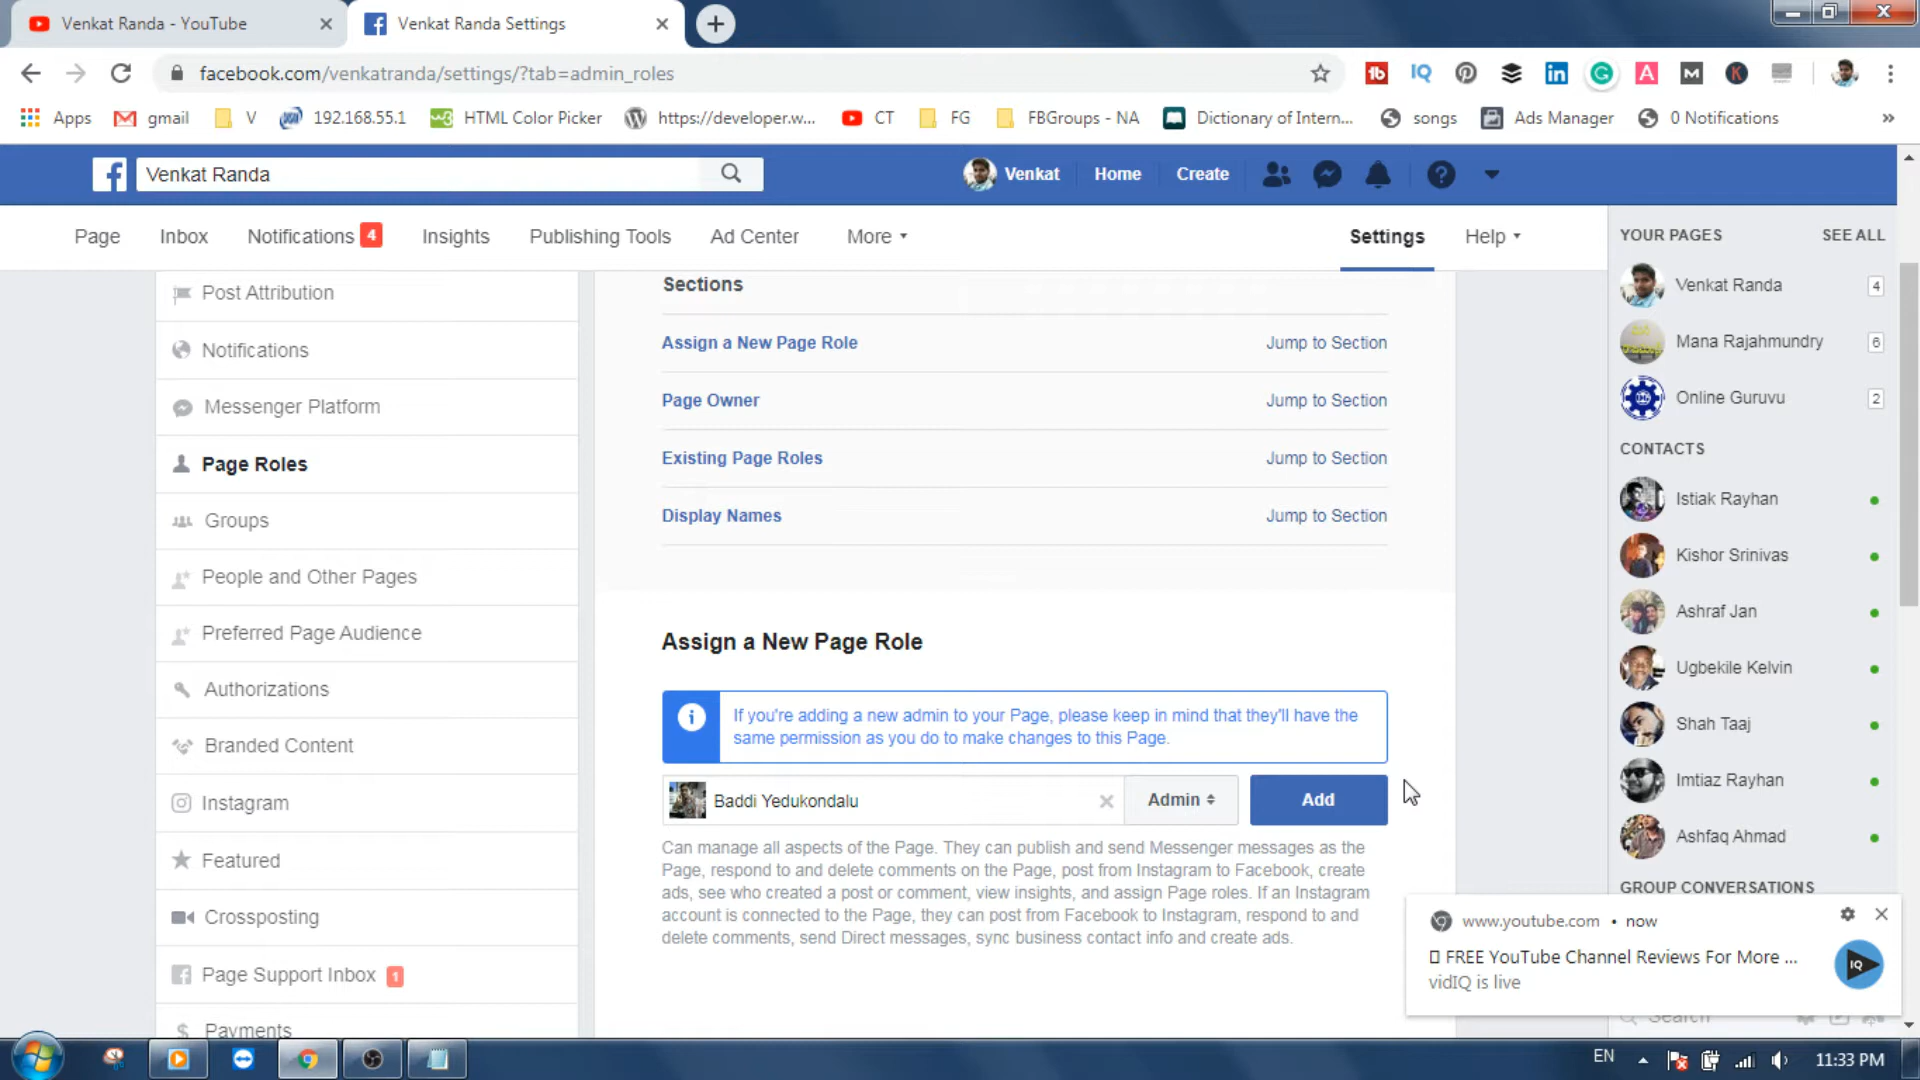 Venkat Randa - YouTube
Venkat Randa Settings
facebook.com/venkatranda/settings/?tab=admin_roles
Apps
gmail
V
192.168.55.1
HTML Color Picker
https://developer.w...
CT
FG
FBGroups - NA
Dictionary of Intern...
songs
Ads Manager
0 Notifications
»
Venkat Randa
Venkat
Home
Create
Page
Inbox
Notifications 4
Insights
Publishing Tools
Ad Center
More
Settings
Help
Post Attribution
Notifications
Messenger Platform
Page Roles
Groups
People and Other Pages
Preferred Page Audience
Authorizations
Branded Content
Instagram
Featured
Crossposting
Page Support Inbox 1
Payments
Sections
Assign a New Page Role Jump to Section
Page Owner Jump to Section
Existing Page Roles Jump to Section
Display Names Jump to Section
Assign a New Page Role
If you're adding a new admin to your Page, please keep in mind that they'll have the
same permission as you do to make changes to this Page.
Baddi Yedukondalu
Admin
Add
Can manage all aspects of the Page. They can publish and send Messenger messages as the
Page, respond to and delete comments on the Page, post from Instagram to Facebook, create
ads, see who created a post or comment, view insights, and assign Page roles. If an Instagram
account is connected to the Page, they can post from Facebook to Instagram, respond to and
delete comments, send Direct messages, sync business contact info and create ads.
YOUR PAGES SEE ALL
Venkat Randa 4
Mana Rajahmundry 6
Online Guruvu 2
CONTACTS
Istiak Rayhan
Kishor Srinivas
Ashraf Jan
Ugbekile Kelvin
Shah Taaj
Imtiaz Rayhan
Ashfaq Ahmad
GROUP CONVERSATIONS
www.youtube.com • now
FREE YouTube Channel Reviews For More ...
vidIQ is live
IQ
Search
EN
11:33 PM